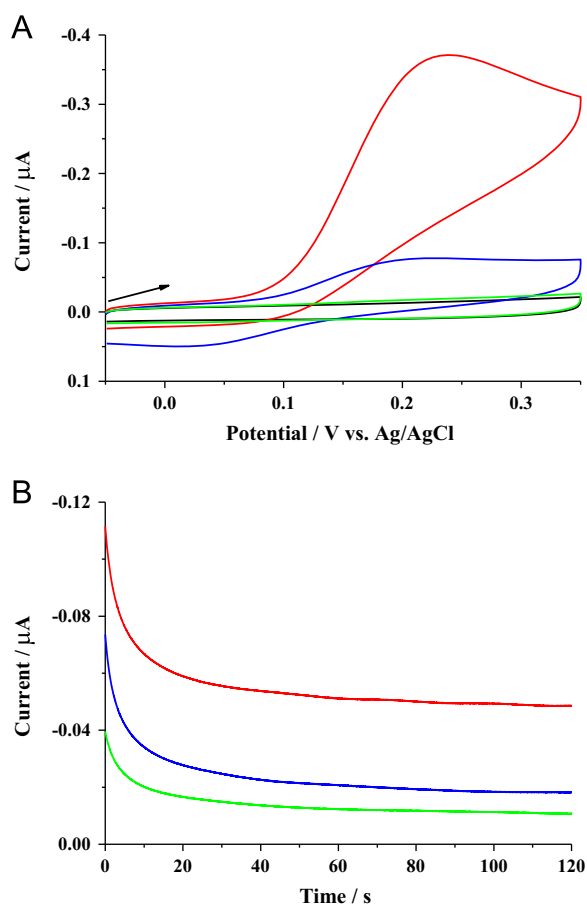 A
-0.4
-0.3
-0.2
-0.1
0.0
0.1
Current / µA
0.0 0.1 0.2 0.3
Potential / V vs. Ag/AgCl
B
-0.12
-0.08
-0.04
0.00
Current / µA
0 20 40 60 80 100 120
Time / s